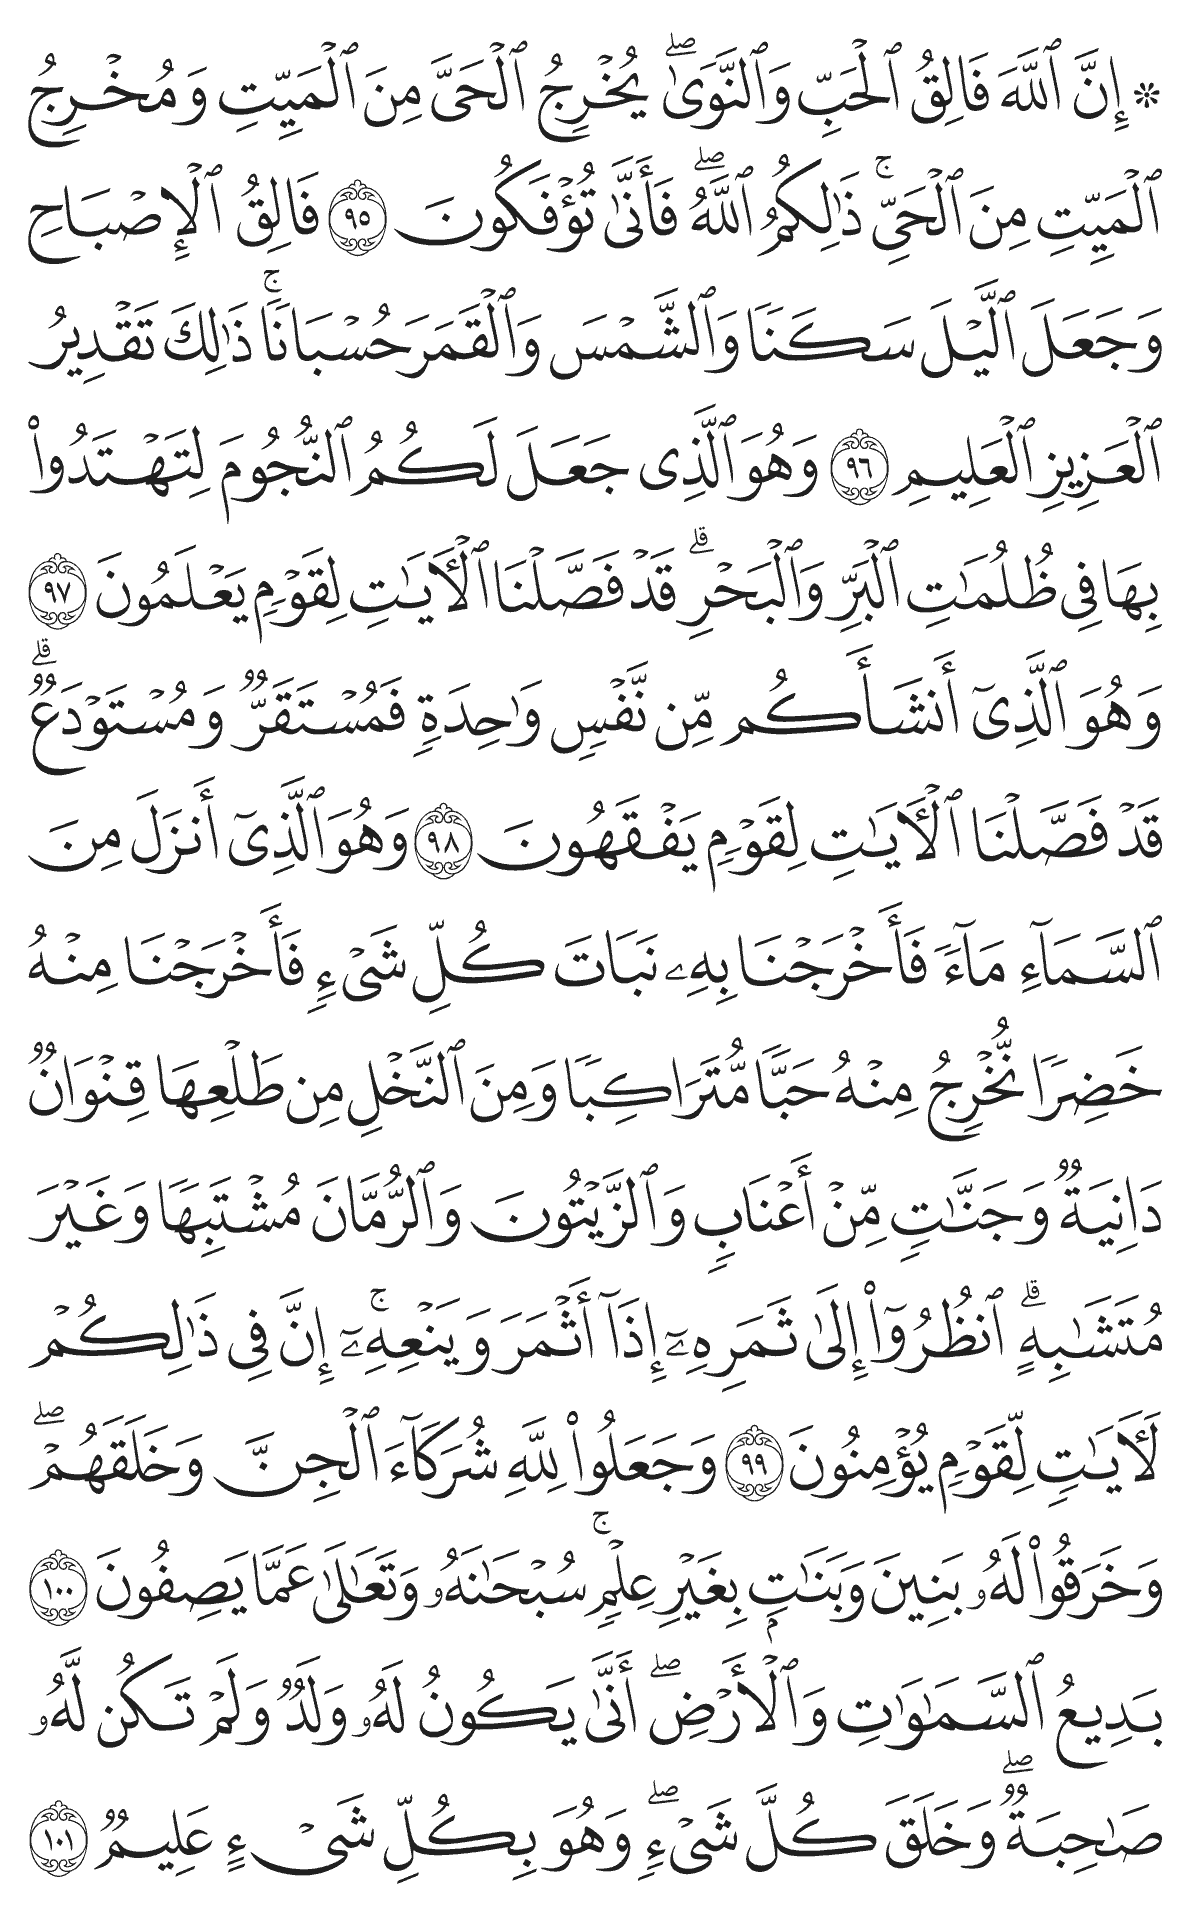 ۞ إِنَّ ٱللَّهَ فَالِقُ ٱلْحَبِّ وَٱلنَّوَىٰۖ يُخْرِجُ ٱلْحَىَّ مِنَ ٱلْمَيِّتِ وَمُخْرِجُ
ٱلْمَيِّتِ مِنَ ٱلْحَىِّۚ ذَٰلِكُمُ ٱللَّهُۖ فَأَنَّىٰ تُؤْفَكُونَ ٩٥ فَالِقُ ٱلْإِصْبَاحِ
وَجَعَلَ ٱلَّيْلَ سَكَنًا وَٱلشَّمْسَ وَٱلْقَمَرَ حُسْبَانًاۚ ذَٰلِكَ تَقْدِيرُ
ٱلْعَزِيزِ ٱلْعَلِيمِ ٩٦ وَهُوَ ٱلَّذِى جَعَلَ لَكُمُ ٱلنُّجُومَ لِتَهْتَدُوا۟
بِهَا فِى ظُلُمَٰتِ ٱلْبَرِّ وَٱلْبَحْرِۗ قَدْ فَصَّلْنَا ٱلْءَايَٰتِ لِقَوْمٍ يَعْلَمُونَ ٩٧
وَهُوَ ٱلَّذِىٓ أَنشَأَكُم مِّن نَّفْسٍ وَٰحِدَةٍ فَمُسْتَقَرٌّ وَمُسْتَوْدَعٌۗ
قَدْ فَصَّلْنَا ٱلْءَايَٰتِ لِقَوْمٍ يَفْقَهُونَ ٩٨ وَهُوَ ٱلَّذِىٓ أَنزَلَ مِنَ
ٱلسَّمَآءِ مَآءً فَأَخْرَجْنَا بِهِۦ نَبَاتَ كُلِّ شَىْءٍ فَأَخْرَجْنَا مِنْهُ
خَضِرًا نُّخْرِجُ مِنْهُ حَبًّا مُّتَرَاكِبًا وَمِنَ ٱلنَّخْلِ مِن طَلْعِهَا قِنْوَانٌ
دَانِيَةٌ وَجَنَّٰتٍ مِّنْ أَعْنَابٍ وَٱلزَّيْتُونَ وَٱلرُّمَّانَ مُشْتَبِهًا وَغَيْرَ
مُتَشَٰبِهٍۗ ٱنظُرُوٓا۟ إِلَىٰ ثَمَرِهِۦٓ إِذَآ أَثْمَرَ وَيَنْعِهِۦٓۚ إِنَّ فِى ذَٰلِكُمْ
لَءَايَٰتٍ لِّقَوْمٍ يُؤْمِنُونَ ٩٩ وَجَعَلُوا۟ لِلَّهِ شُرَكَآءَ ٱلْجِنَّ وَخَلَقَهُمْۖ
وَخَرَقُوا۟ لَهُۥ بَنِينَ وَبَنَٰتٍۭ بِغَيْرِ عِلْمٍۚ سُبْحَٰنَهُۥ وَتَعَٰلَىٰ عَمَّا يَصِفُونَ ١٠٠
بَدِيعُ ٱلسَّمَٰوَٰتِ وَٱلْأَرْضِۖ أَنَّىٰ يَكُونُ لَهُۥ وَلَدٌ وَلَمْ تَكُن لَّهُۥ
صَٰحِبَةٌۖ وَخَلَقَ كُلَّ شَىْءٍۖ وَهُوَ بِكُلِّ شَىْءٍ عَلِيمٌ ١٠١